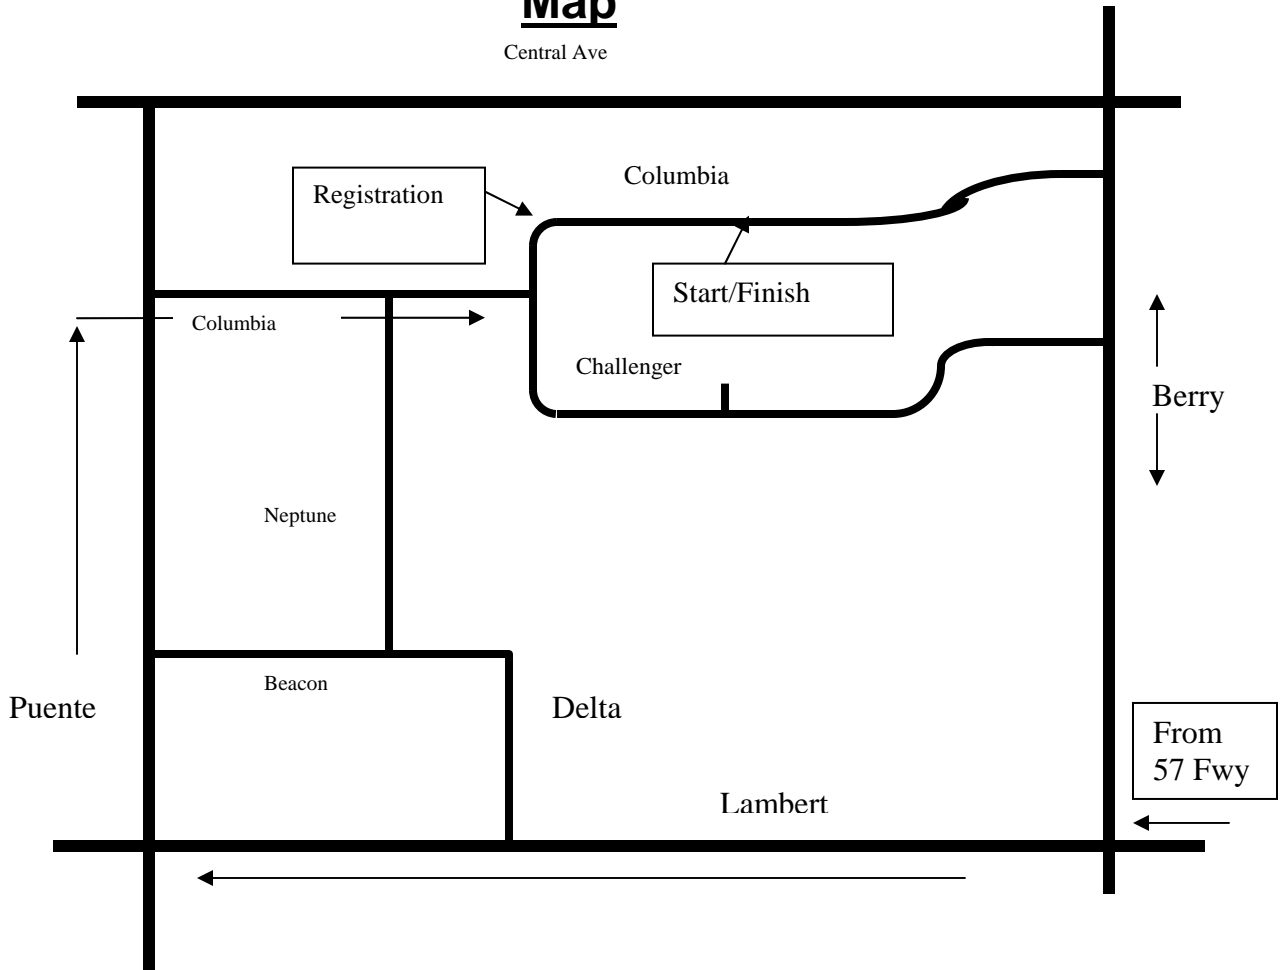 Map
Central Ave
Columbia
Registration
Start/Finish
Columbia
Challenger
Berry
Neptune
Beacon
Puente
Delta
From
57 Fwy
Lambert